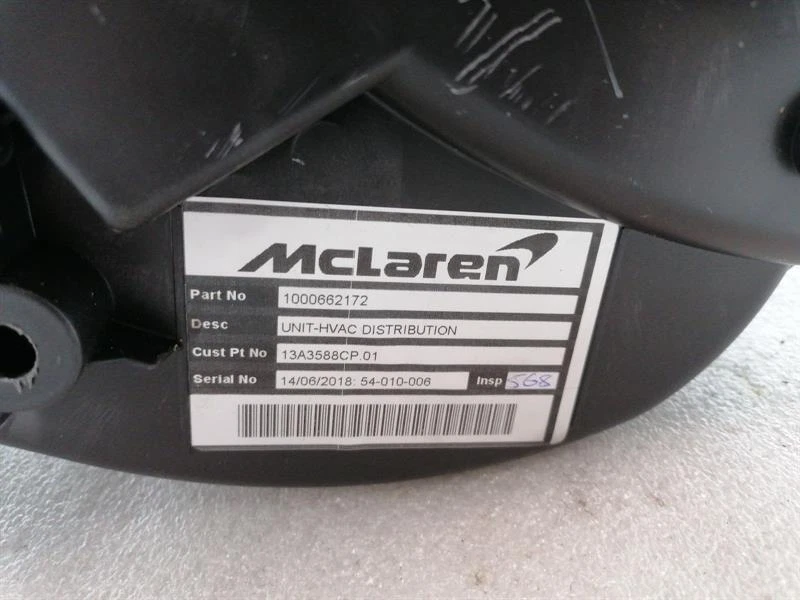 McLaren
Part No 1000662172
Desc UNIT-HVAC DISTRIBUTION
Cust Pt No 13A3588CP.01
Serial No 14/06/2018: 54-010-006 Insp 568